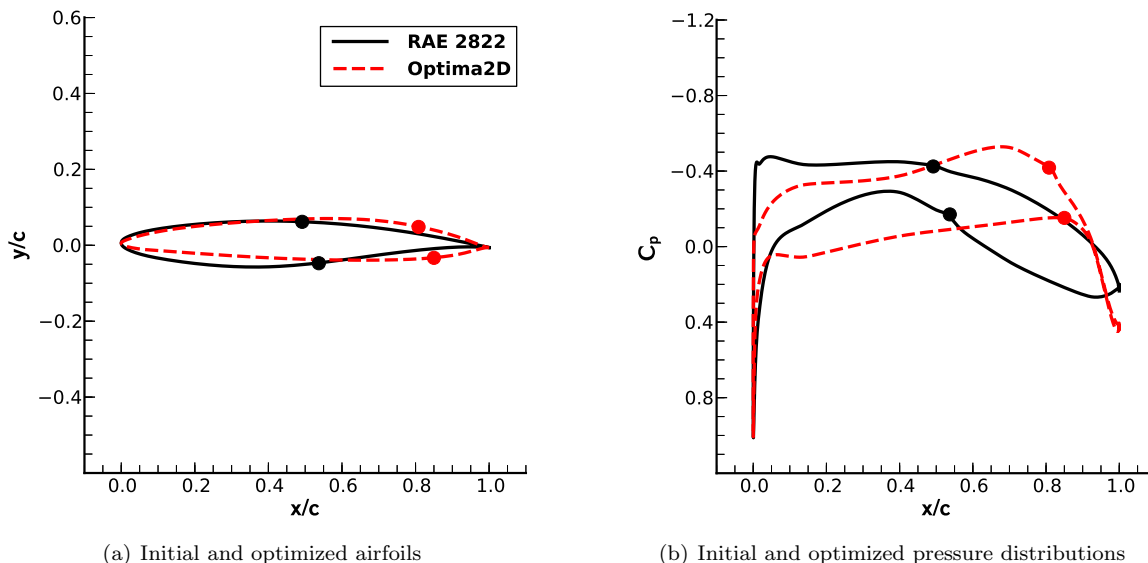 0.6
0.4
0.2
0.0
−0.2
−0.4
y/c
RAE 2822
Optima2D
0.0 0.2 0.4 0.6 0.8 1.0
x/c
(a) Initial and optimized airfoils
−1.2
−0.8
−0.4
0.0
0.4
0.8
Cp
0.0 0.2 0.4 0.6 0.8 1.0
x/c
(b) Initial and optimized pressure distributions